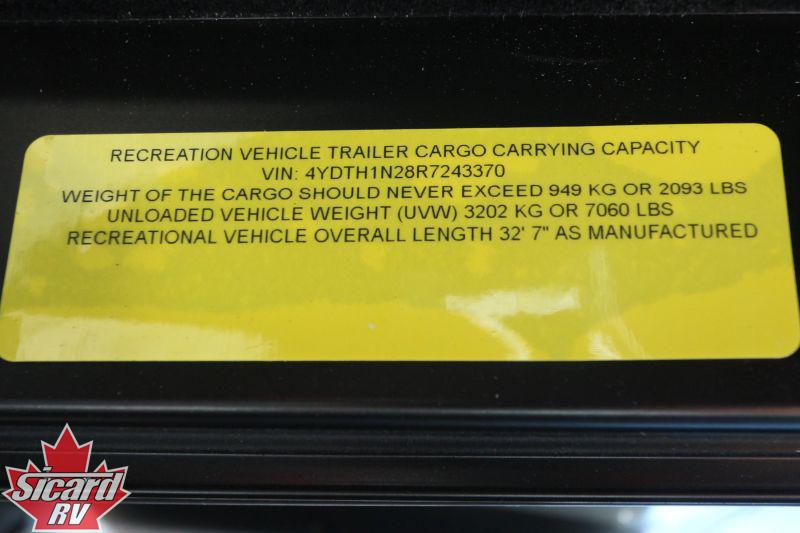 RECREATION VEHICLE TRAILER CARGO CARRYING CAPACITY
VIN: 4YDTH1N28R7243370
WEIGHT OF THE CARGO SHOULD NEVER EXCEED 949 KG OR 2093 LBS
UNLOADED VEHICLE WEIGHT (UVW) 3202 KG OR 7060 LBS
RECREATIONAL VEHICLE OVERALL LENGTH 32' 7" AS MANUFACTURED
Sicard
RV